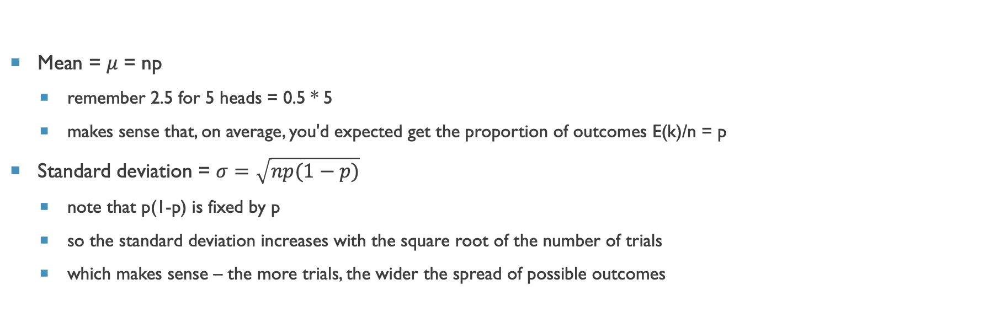 Mean = μ = np
remember 2.5 for 5 heads = 0.5 * 5
makes sense that, on average, you'd expected get the proportion of outcomes E(k)/n = p
Standard deviation = σ = √np(1 − p)
note that p(1-p) is fixed by p
so the standard deviation increases with the square root of the number of trials
which makes sense – the more trials, the wider the spread of possible outcomes